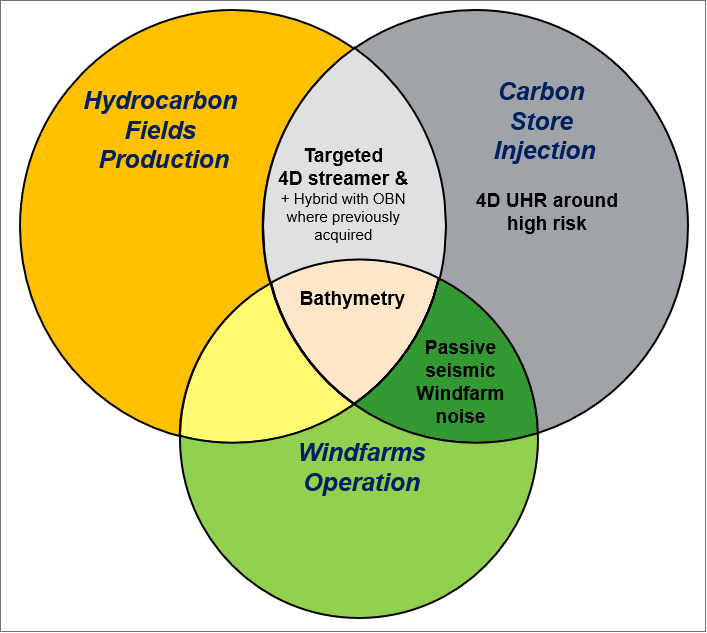 Hydrocarbon
Fields
Production
Carbon
Store
Injection
Targeted
4D streamer &
+ Hybrid with OBN
where previously
acquired
4D UHR around
high risk
Bathymetry
Passive
seismic
Windfarm
noise
Windfarms
Operation